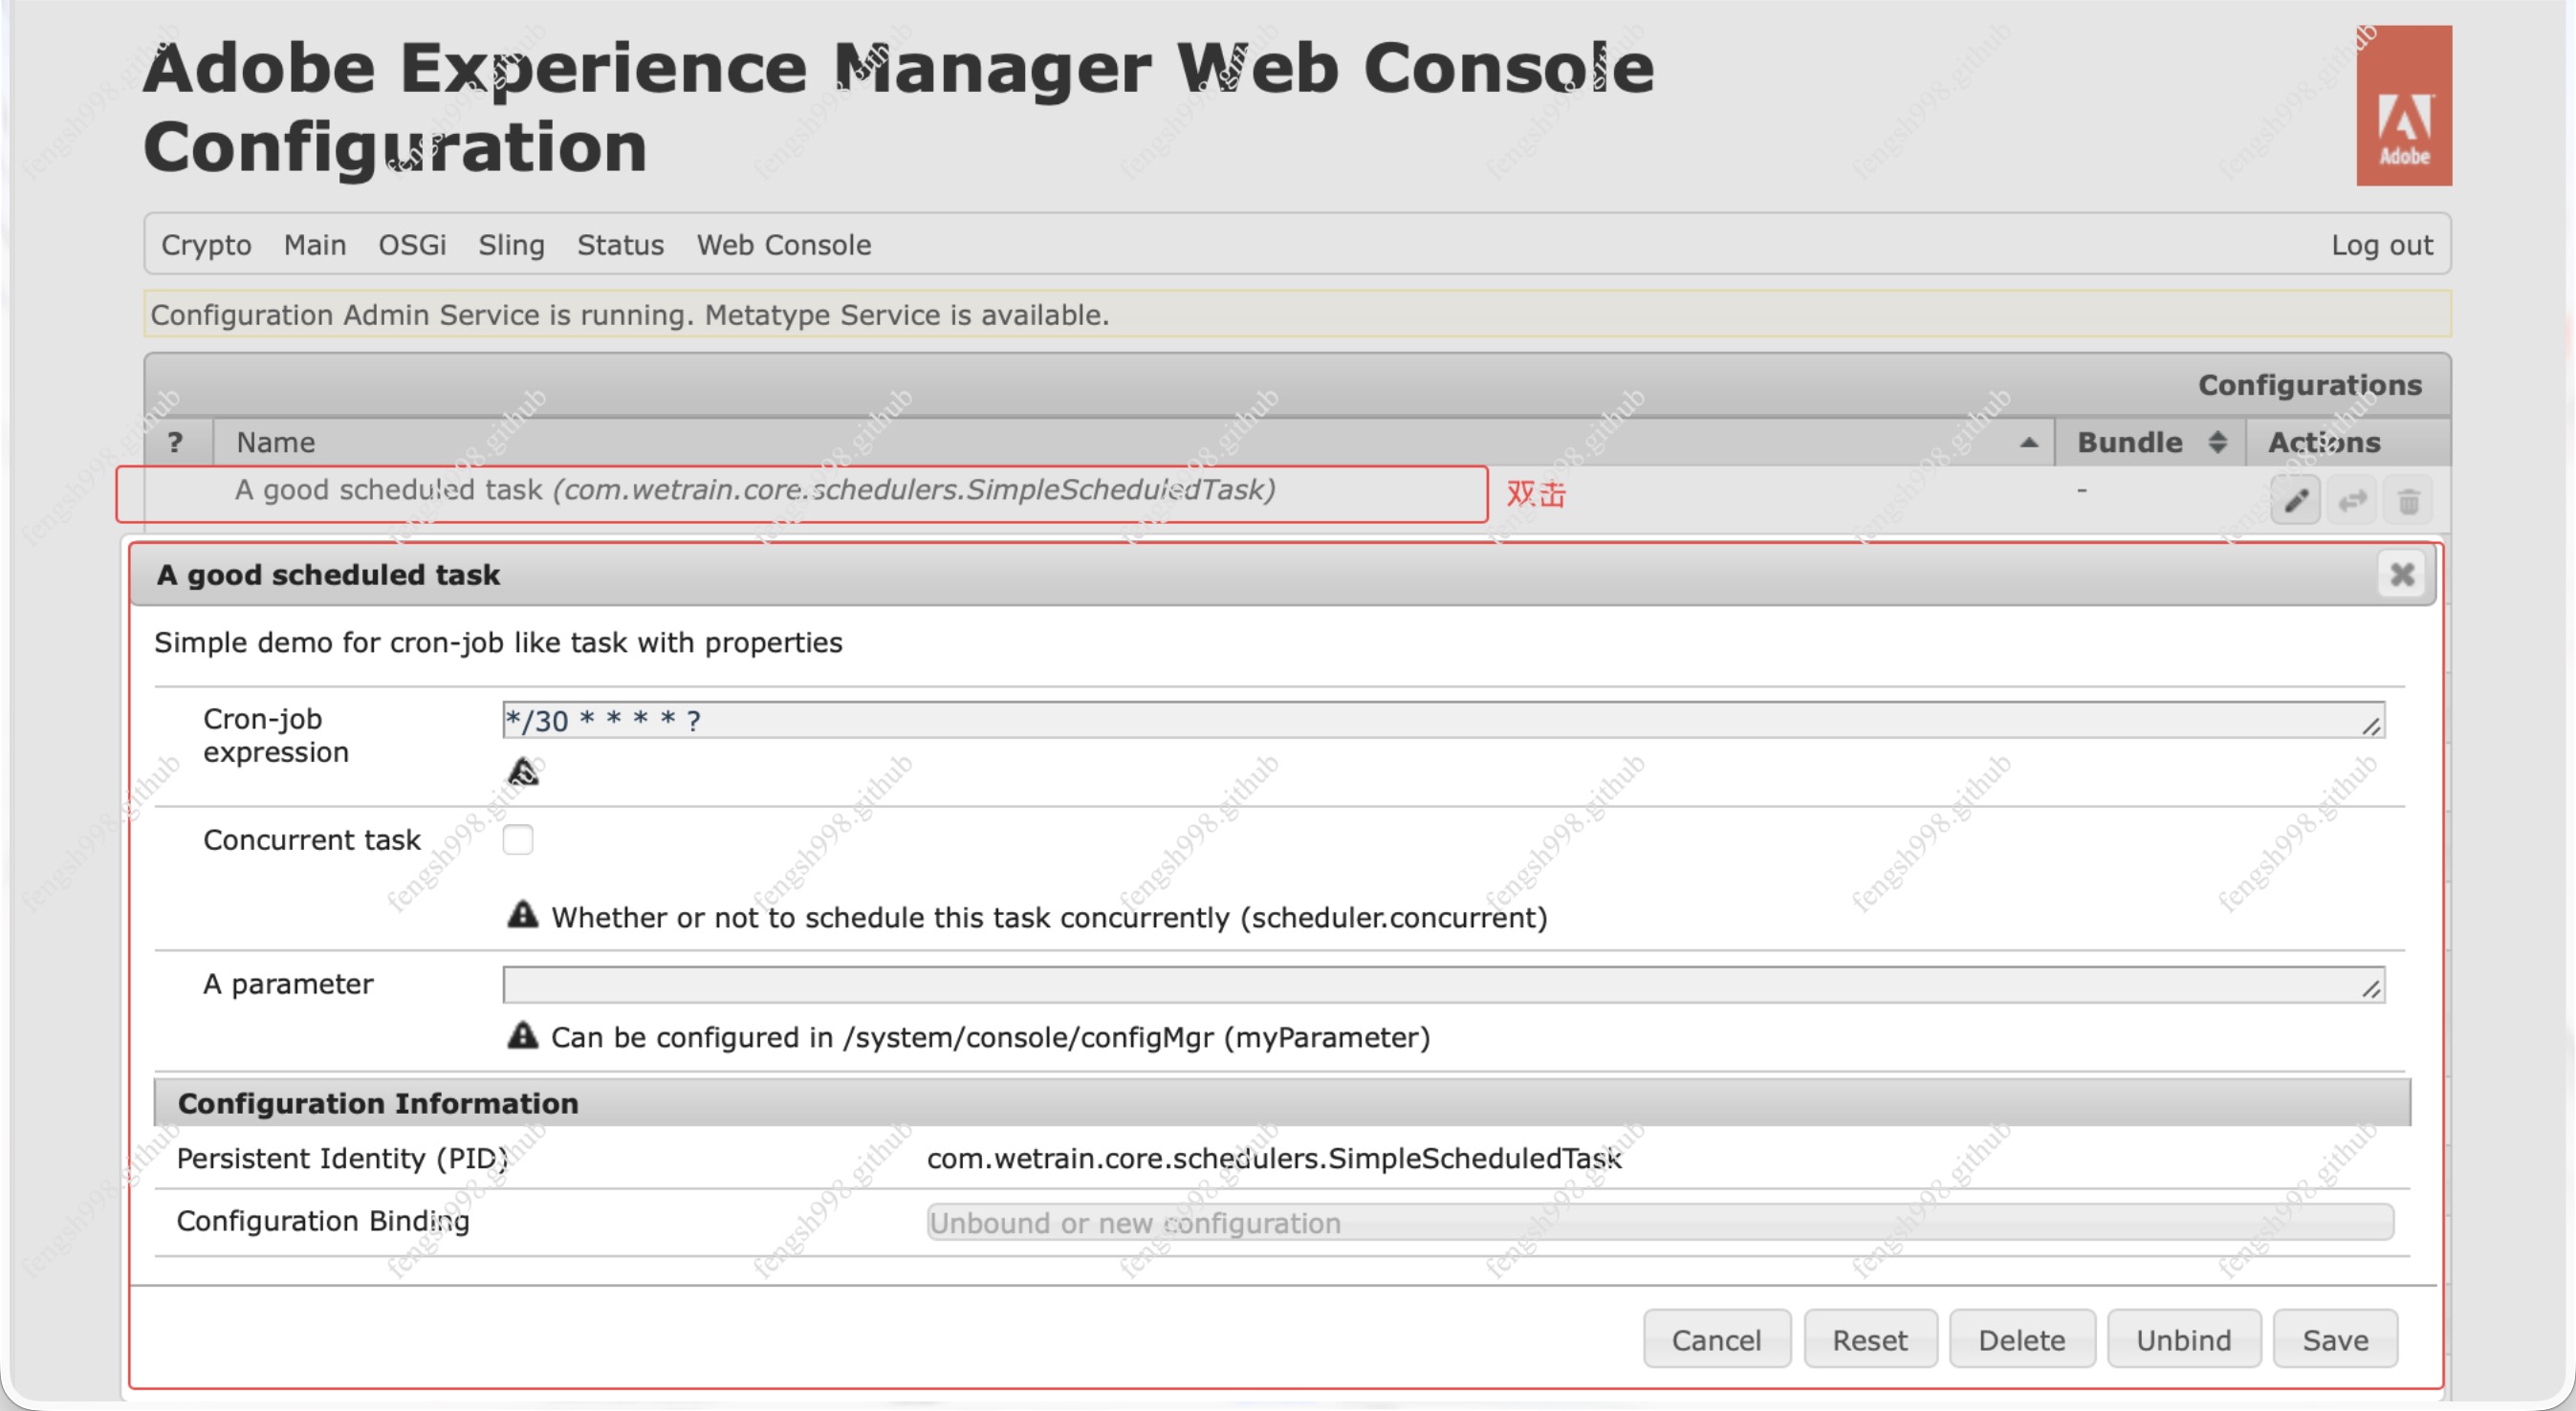 Adobe Experience Manager Web Console
Configuration
Adobe
Crypto Main OSGi Sling Status Web Console Log out
Configuration Admin Service is running. Metatype Service is available.
Configurations
? Name Bundle Actions
A good scheduled task (com.wetrain.core.schedulers.SimpleScheduledTask) 双击 -
A good scheduled task
Simple demo for cron-job like task with properties
Cron-job
expression
*/30 * * * * ?
Concurrent task
Whether or not to schedule this task concurrently (scheduler.concurrent)
A parameter
Can be configured in /system/console/configMgr (myParameter)
Configuration Information
Persistent Identity (PID) com.wetrain.core.schedulers.SimpleScheduledTask
Configuration Binding Unbound or new configuration
Cancel Reset Delete Unbind Save
fengsh998.github